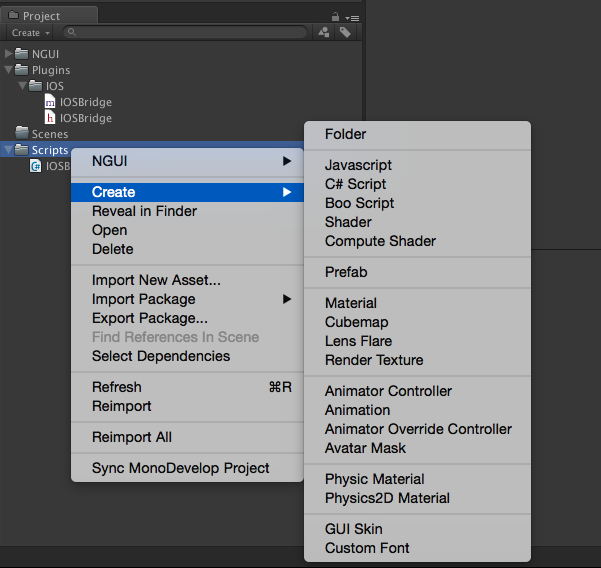 Project
Create
NGUI
Plugins
IOS
m IOSBridge
h IOSBridge
Scenes
Scripts
C# IOSB
NGUI
Create
Reveal in Finder
Open
Delete
Import New Asset...
Import Package
Export Package...
Find References In Scene
Select Dependencies
Refresh ⌘R
Reimport
Reimport All
Sync MonoDevelop Project
Folder
Javascript
C# Script
Boo Script
Shader
Compute Shader
Prefab
Material
Cubemap
Lens Flare
Render Texture
Animator Controller
Animation
Animator Override Controller
Avatar Mask
Physic Material
Physics2D Material
GUI Skin
Custom Font